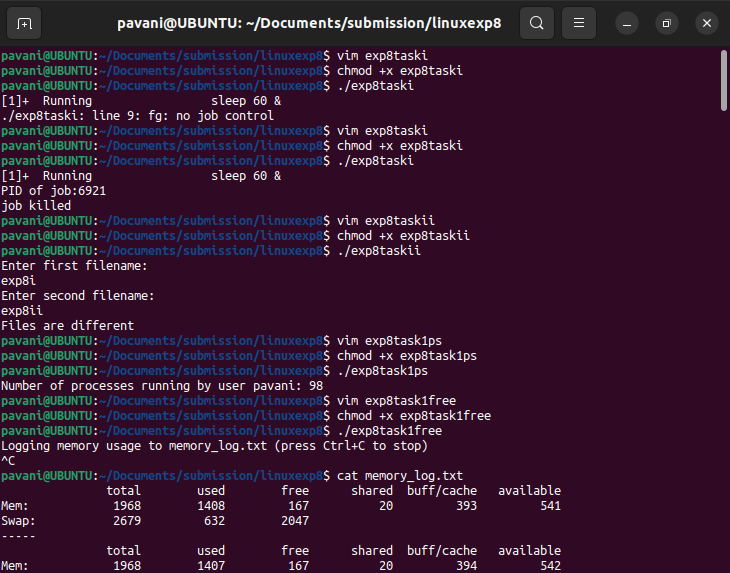 pavani@UBUNTU: ~/Documents/submission/linuxexp8
pavani@UBUNTU:~/Documents/submission/linuxexp8$ vim exp8taski
pavani@UBUNTU:~/Documents/submission/linuxexp8$ chmod +x exp8taski
pavani@UBUNTU:~/Documents/submission/linuxexp8$ ./exp8taski
[1]+  Running                 sleep 60 &
./exp8taski: line 9: fg: no job control
pavani@UBUNTU:~/Documents/submission/linuxexp8$ vim exp8taski
pavani@UBUNTU:~/Documents/submission/linuxexp8$ chmod +x exp8taski
pavani@UBUNTU:~/Documents/submission/linuxexp8$ ./exp8taski
[1]+  Running                 sleep 60 &
PID of job:6921
job killed
pavani@UBUNTU:~/Documents/submission/linuxexp8$ vim exp8taskii
pavani@UBUNTU:~/Documents/submission/linuxexp8$ chmod +x exp8taskii
pavani@UBUNTU:~/Documents/submission/linuxexp8$ ./exp8taskii
Enter first filename:
exp8i
Enter second filename:
exp8ii
Files are different
pavani@UBUNTU:~/Documents/submission/linuxexp8$ vim exp8task1ps
pavani@UBUNTU:~/Documents/submission/linuxexp8$ chmod +x exp8task1ps
pavani@UBUNTU:~/Documents/submission/linuxexp8$ ./exp8task1ps
Number of processes running by user pavani: 98
pavani@UBUNTU:~/Documents/submission/linuxexp8$ vim exp8task1free
pavani@UBUNTU:~/Documents/submission/linuxexp8$ chmod +x exp8task1free
pavani@UBUNTU:~/Documents/submission/linuxexp8$ ./exp8task1free
Logging memory usage to memory_log.txt (press Ctrl+C to stop)
^C
pavani@UBUNTU:~/Documents/submission/linuxexp8$ cat memory_log.txt
               total        used        free      shared  buff/cache   available
Mem:            1968        1408         167          20         393         541
Swap:           2679         632        2047
-----
               total        used        free      shared  buff/cache   available
Mem:            1968        1407         167          20         394         542